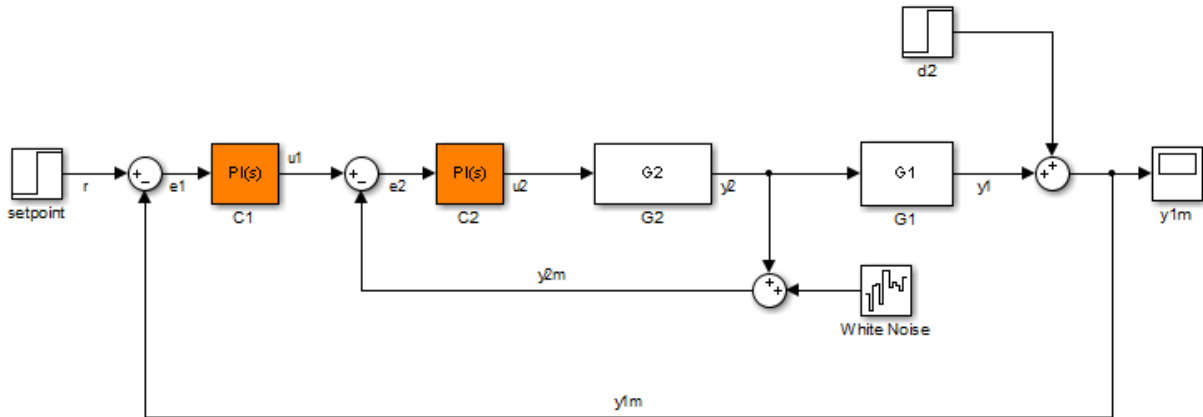 d2
PI(s)
PI(s)
G2
G1
r
e1
u1
e2
u2
y2
y1
setpoint
C1
C2
G2
G1
y1m
y2m
White Noise
y1m